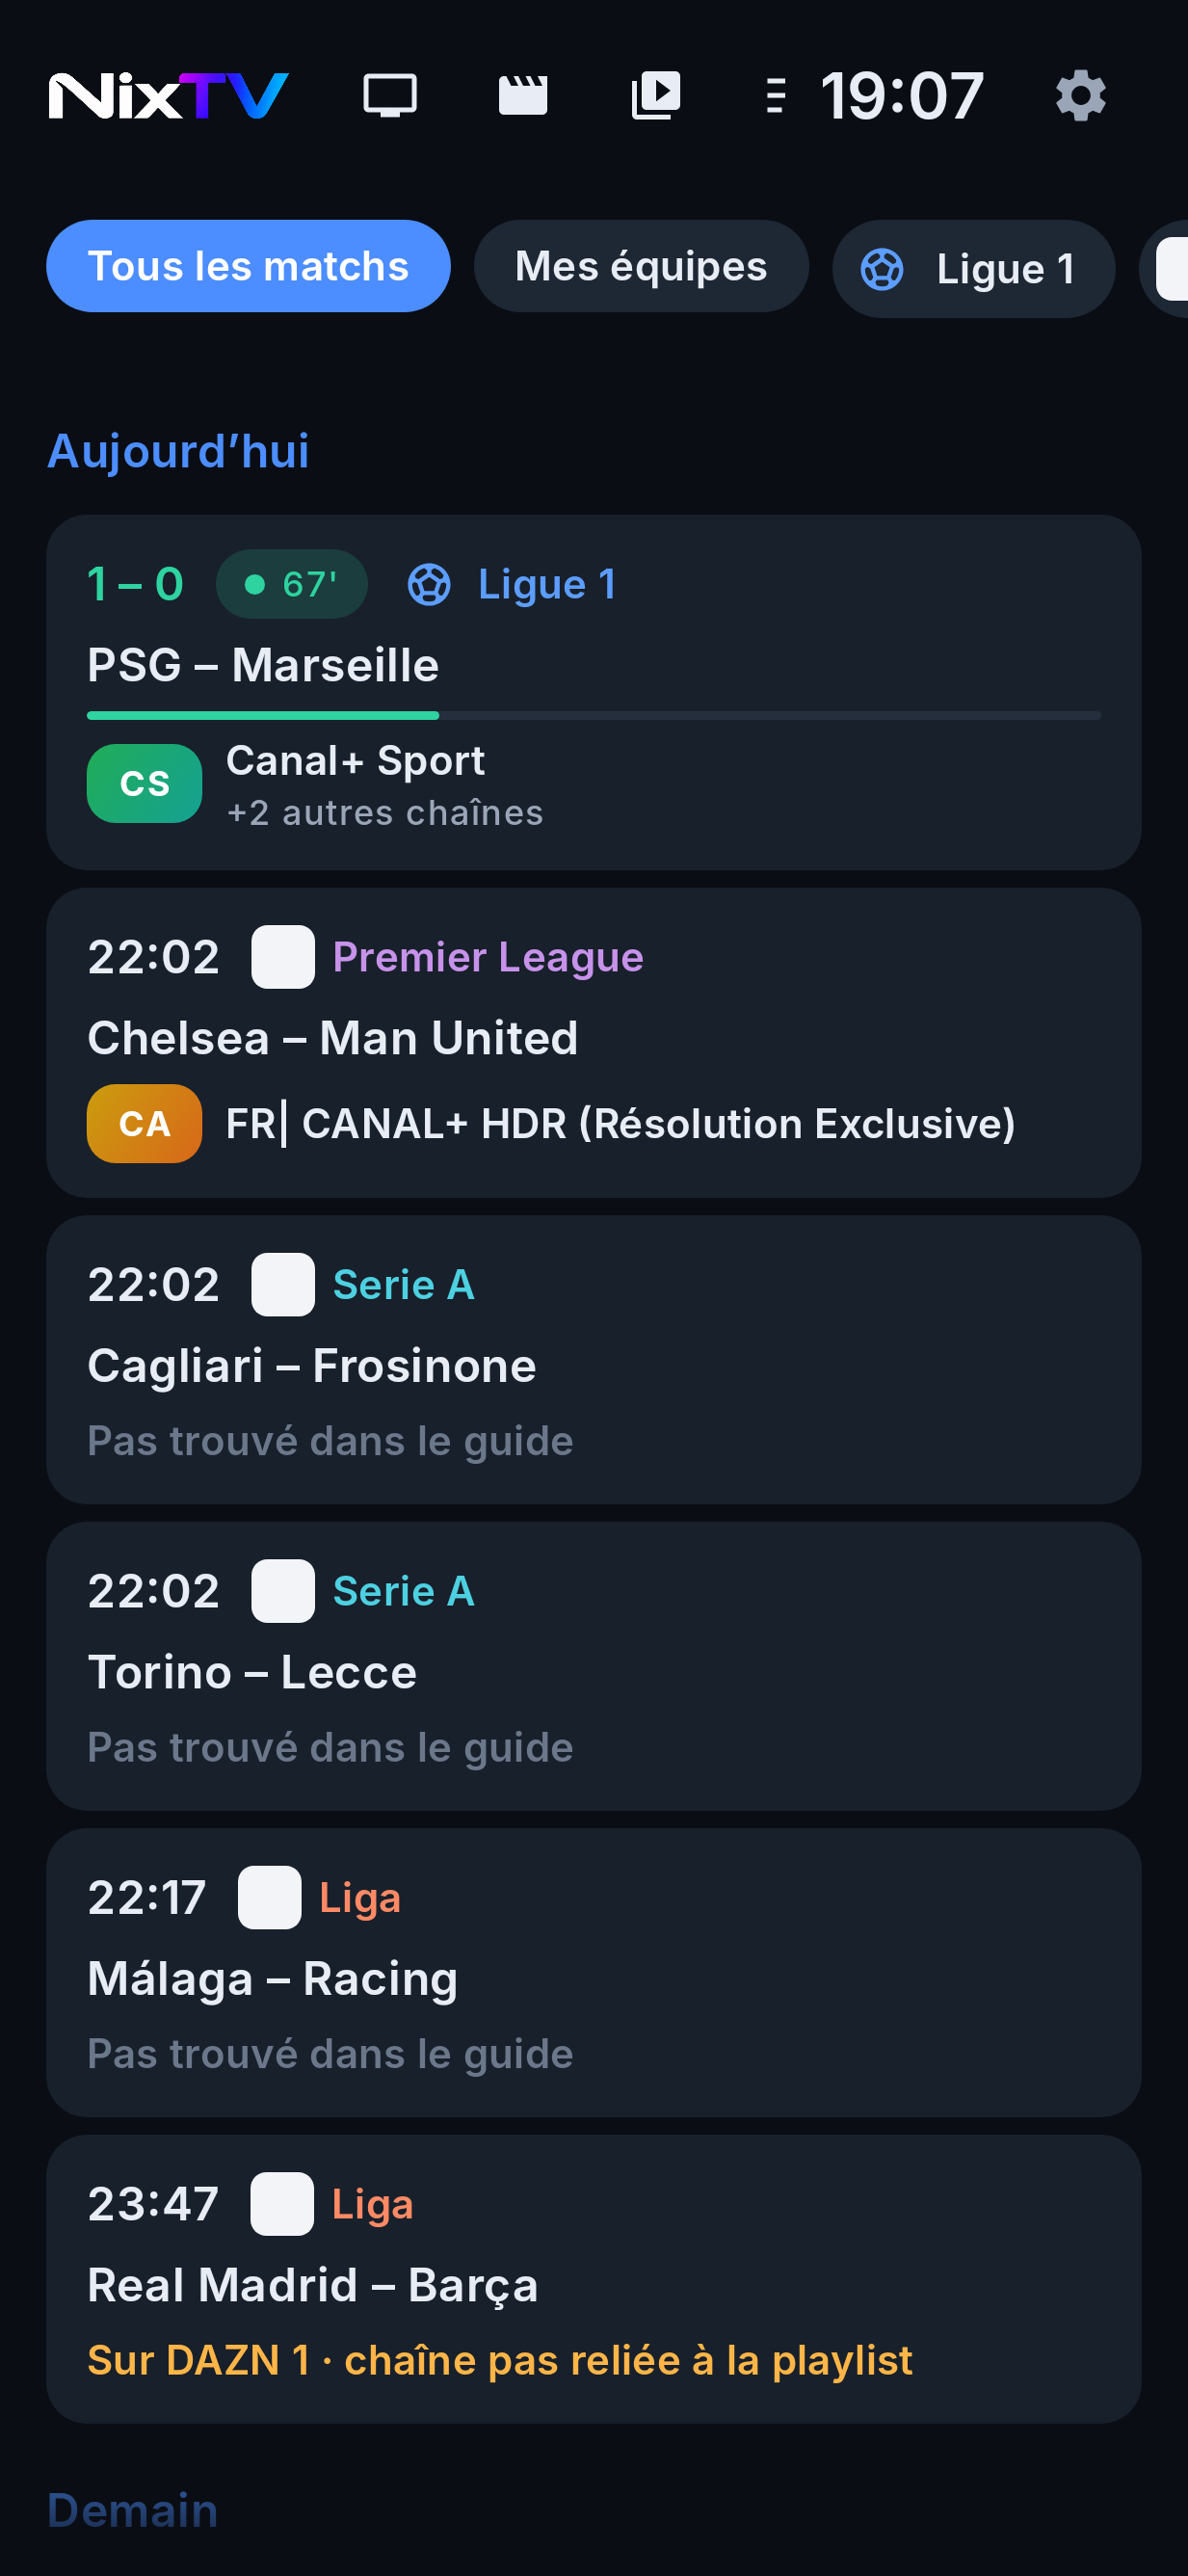 NixTV 19:07
Tous les matchs Mes équipes Ligue 1
Aujourd’hui
1 – 0 67' Ligue 1
PSG – Marseille
CS Canal+ Sport
+2 autres chaînes
22:02 Premier League
Chelsea – Man United
CA FR| CANAL+ HDR (Résolution Exclusive)
22:02 Serie A
Cagliari – Frosinone
Pas trouvé dans le guide
22:02 Serie A
Torino – Lecce
Pas trouvé dans le guide
22:17 Liga
Málaga – Racing
Pas trouvé dans le guide
23:47 Liga
Real Madrid – Barça
Sur DAZN 1 · chaîne pas reliée à la playlist
Demain